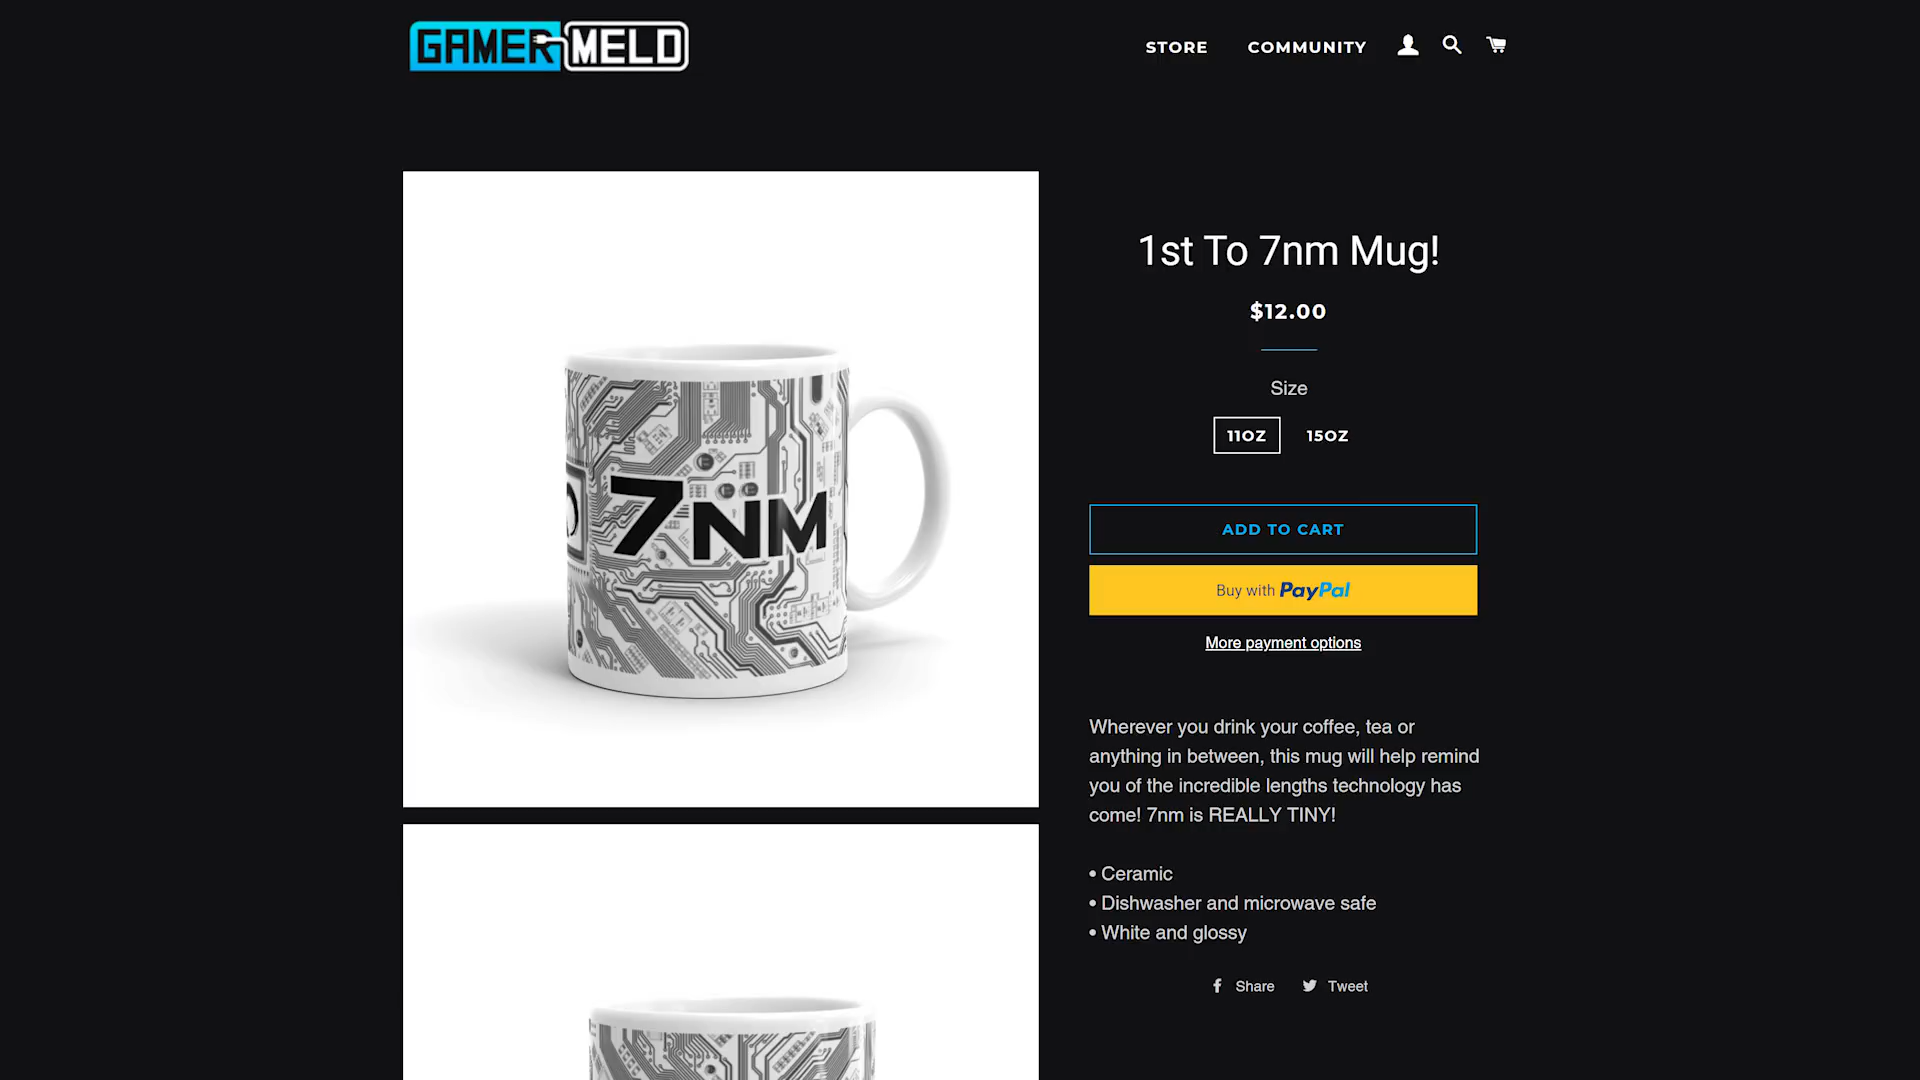 GAMER MELD
STORE
COMMUNITY
1st To 7nm Mug!
$12.00
Size
11OZ
15OZ
7NM
ADD TO CART
Buy with PayPal
More payment options
Wherever you drink your coffee, tea or
anything in between, this mug will help remind
you of the incredible lengths technology has
come! 7nm is REALLY TINY!
• Ceramic
• Dishwasher and microwave safe
• White and glossy
Share
Tweet